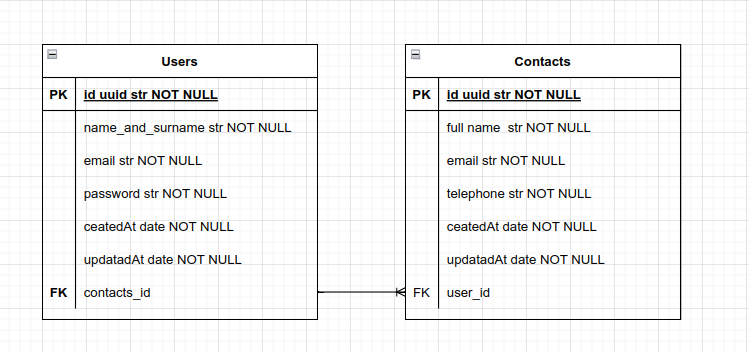 Users
PK id uuid str NOT NULL
name_and_surname str NOT NULL
email str NOT NULL
password str NOT NULL
ceatedAt date NOT NULL
updatadAt date NOT NULL
FK contacts_id
Contacts
PK id uuid str NOT NULL
full name  str NOT NULL
email str NOT NULL
telephone str NOT NULL
ceatedAt date NOT NULL
updatadAt date NOT NULL
FK user_id